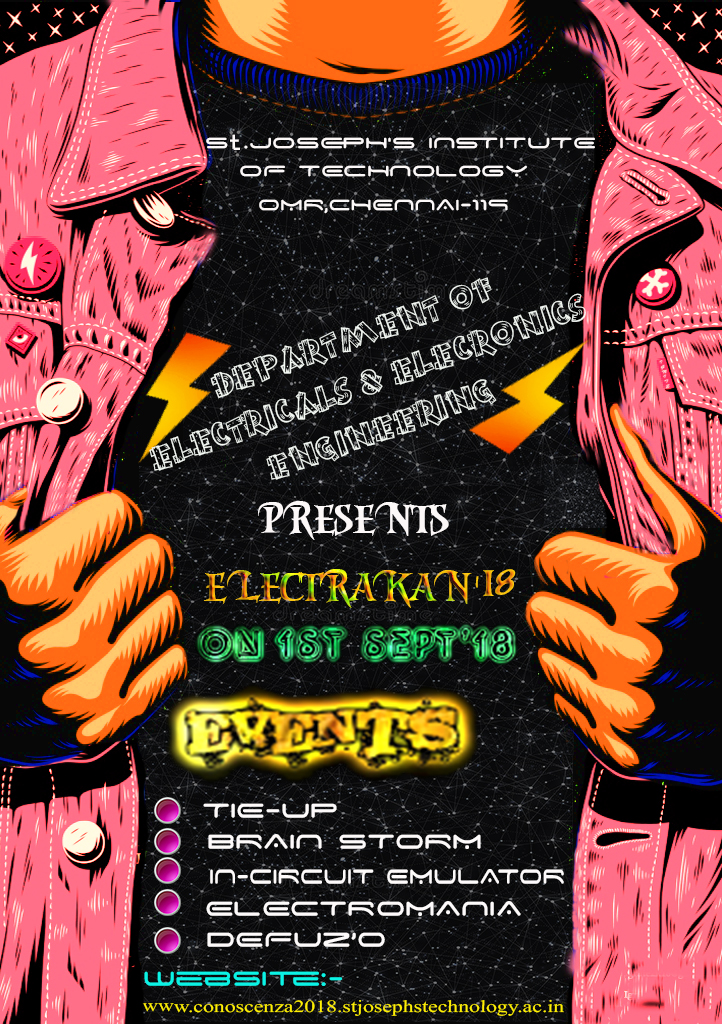 St.JOSEPH'S INSTITUTE
OF TECHNOLOGY
OMR,CHENNAI-119
DEPARTMENT OF
ELECTRICALS & ELECRONICS
ENGINEERING
PRESENTS
ELECTRAKAN'18
ON 1ST SEPT'18
EVENTS
TIE-UP
BRAIN STORM
IN-CIRCUIT EMULATOR
ELECTROMANIA
DEFUZ'O
WEBSITE:-
www.conoscenza2018.stjosephstechnology.ac.in